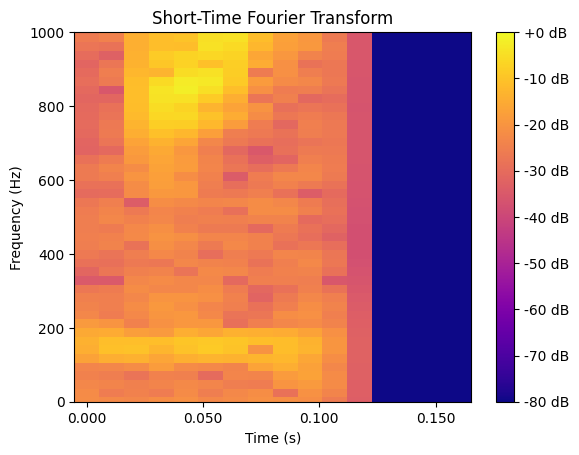 Short-Time Fourier Transform
1000
800
600
400
200
0
Frequency (Hz)
0.000
0.050
0.100
0.150
Time (s)
+0 dB
-10 dB
-20 dB
-30 dB
-40 dB
-50 dB
-60 dB
-70 dB
-80 dB